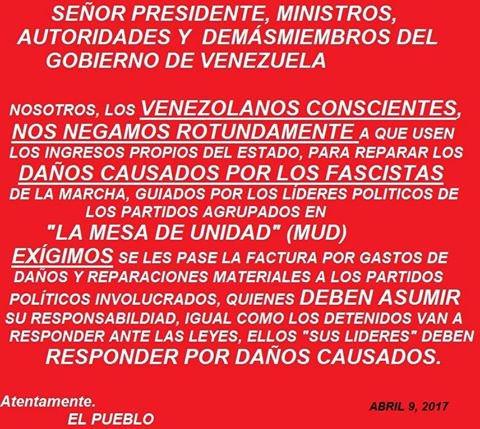 SEÑOR PRESIDENTE, MINISTROS,
AUTORIDADES Y DEMÁSMIEMBROS DEL
GOBIERNO DE VENEZUELA
NOSOTROS, LOS VENEZOLANOS CONSCIENTES,
NOS NEGAMOS ROTUNDAMENTE A QUE USEN
LOS INGRESOS PROPIOS DEL ESTADO, PARA REPARAR LOS
DAÑOS CAUSADOS POR LOS FASCISTAS
DE LA MARCHA, GUIADOS POR LOS LÍDERES POLITICOS DE
LOS PARTIDOS AGRUPADOS EN
"LA MESA DE UNIDAD" (MUD)
EXÍGIMOS SE LES PASE LA FACTURA POR GASTOS DE
DAÑOS Y REPARACIONES MATERIALES A LOS PARTIDOS
POLÍTICOS INVOLUCRADOS, QUIENES DEBEN ASUMIR
SU RESPONSABILDIAD, IGUAL COMO LOS DETENIDOS VAN A
RESPONDER ANTE LAS LEYES, ELLOS "SUS LIDERES" DEBEN
RESPONDER POR DAÑOS CAUSADOS.
Atentamente.
EL PUEBLO
ABRIL 9, 2017